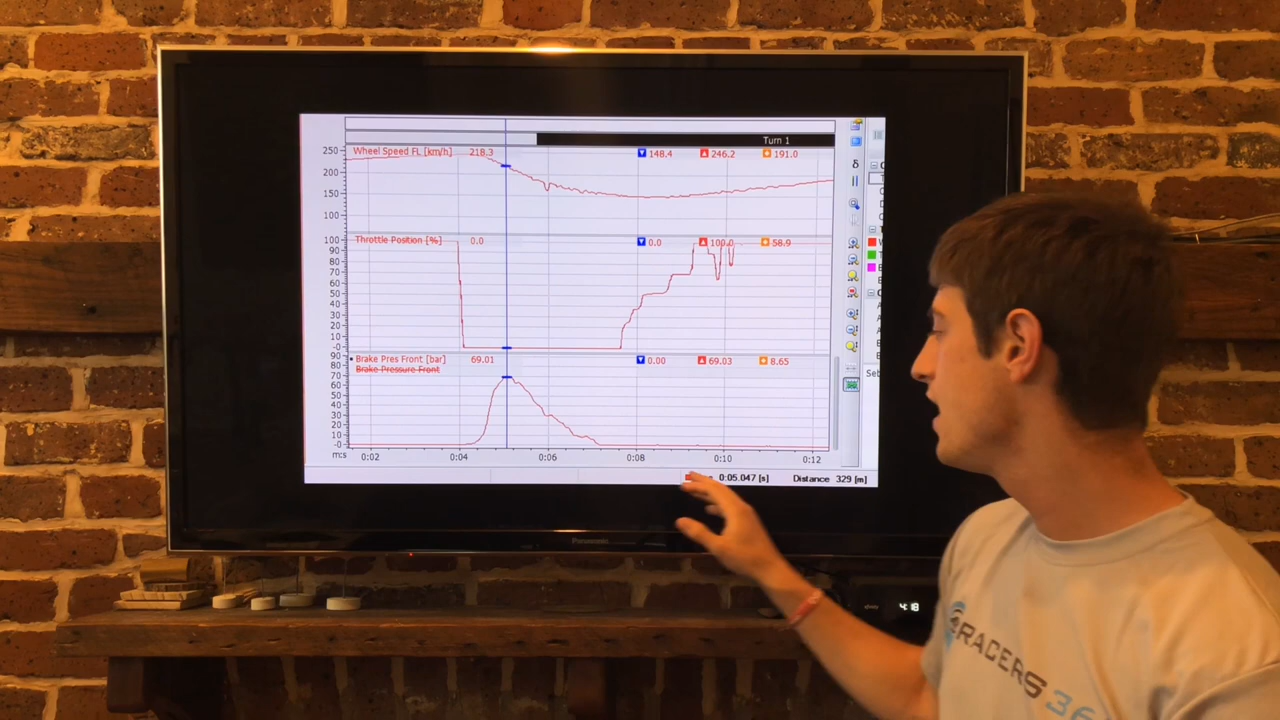 Turn 1
250
Wheel Speed FL [km/h] 218.3 148.4 246.2 191.0
200
150
100
100 Throttle Position [%] 0.0 0.0 100.0 58.9
90
80
70
60
50
40
30
20
10
-0
90
Brake Pres Front [bar] 69.01 0.00 69.03 8.65
80
Brake Pressure Front
70
60
50
40
30
20
10
-0
m:s 0:02 0:04 0:06 0:08 0:10 0:12
0:05.047 [s] Distance 329 [m]
Panasonic
4:18
RACERS 36